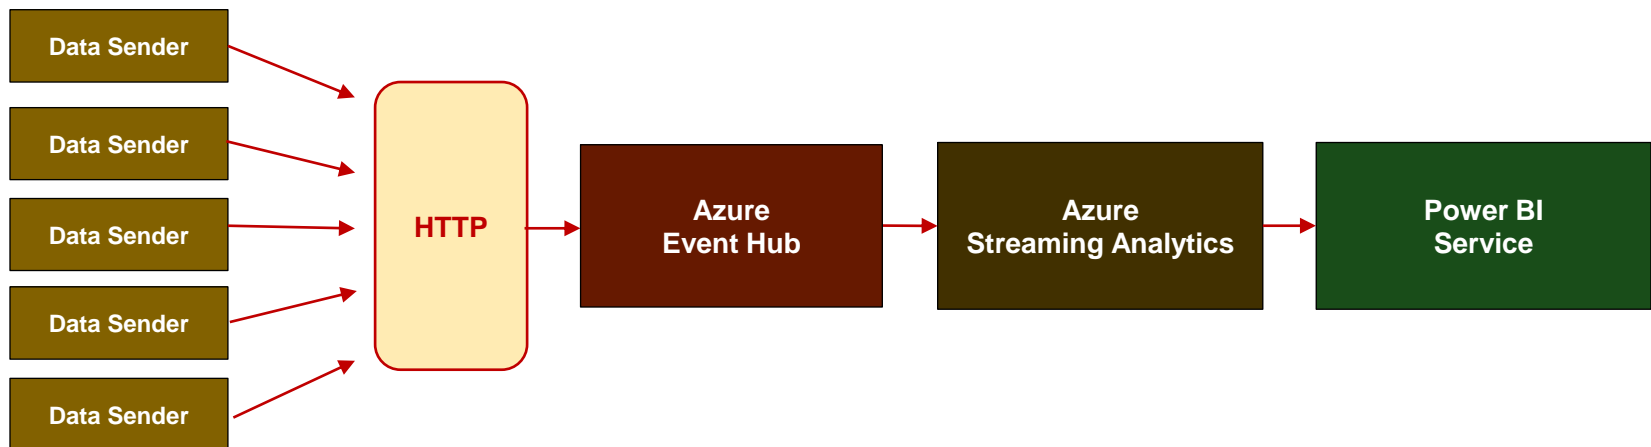 Data Sender
Data Sender
Data Sender
Data Sender
Data Sender
HTTP
Azure
Event Hub
Azure
Streaming Analytics
Power BI
Service